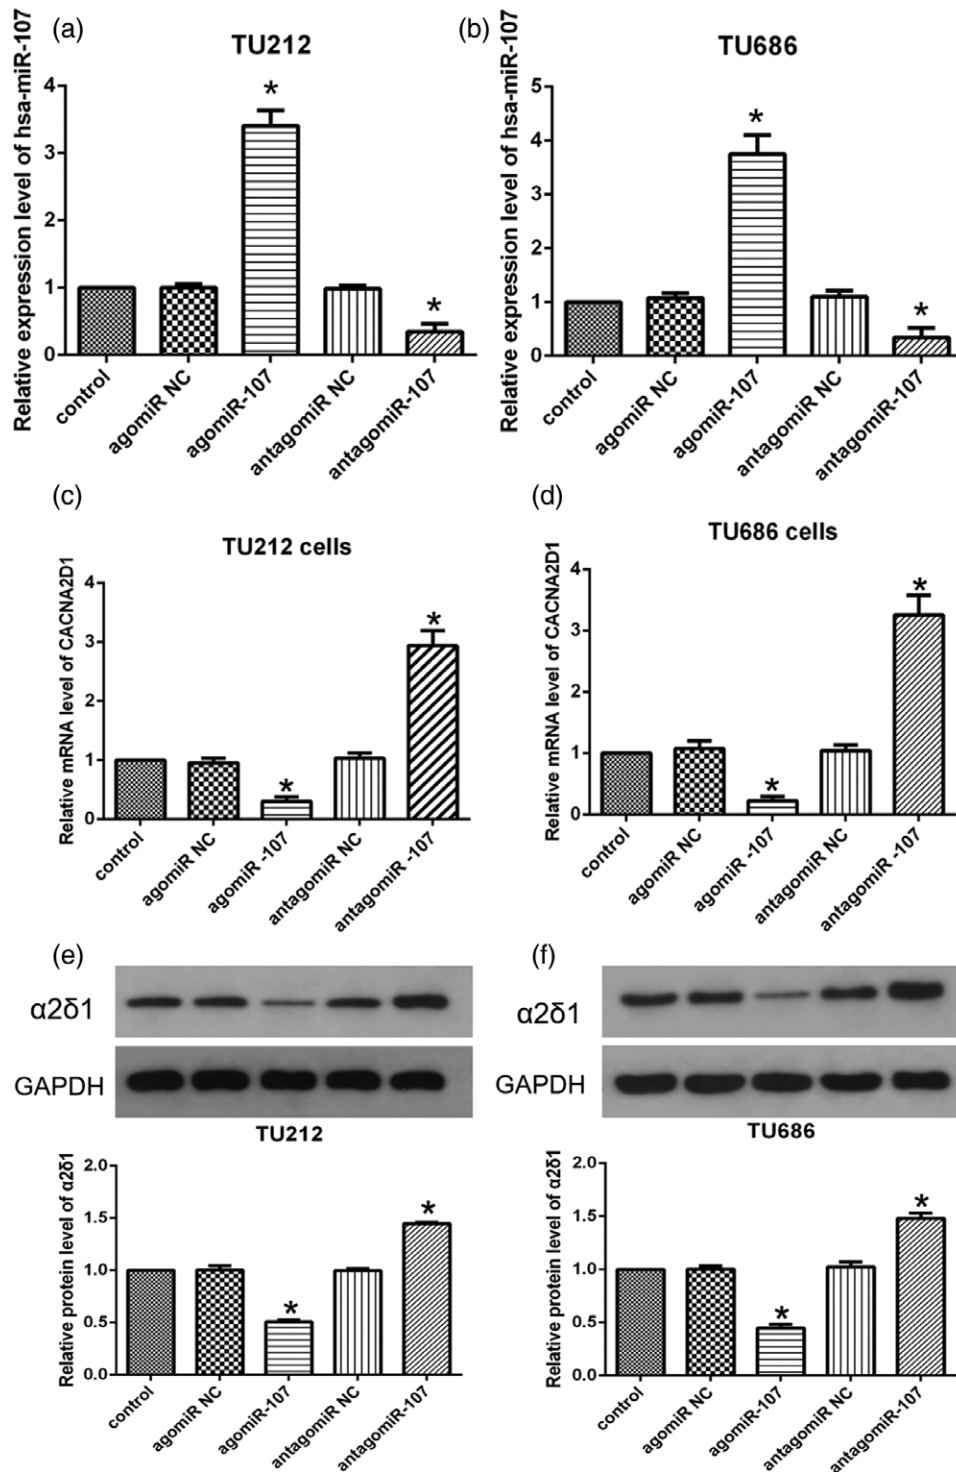 (a)
TU212
Relative expression level of hsa-miR-107
4
3
2
1
0
*
*
control
agomiR NC
agomiR-107
antagomiR NC
antagomiR-107
(b)
TU686
Relative expression level of hsa-miR-107
5
4
3
2
1
0
*
*
control
agomiR NC
agomiR-107
antagomiR NC
antagomiR-107
(c)
TU212 cells
Relative mRNA level of CACNA2D1
4
3
2
1
0
*
*
control
agomiR NC
agomiR -107
antagomiR NC
antagomiR -107
(d)
TU686 cells
Relative mRNA level of CACNA2D1
4
3
2
1
0
*
*
control
agomiR NC
agomiR -107
antagomiR NC
antagomiR -107
(e)
α2δ1
GAPDH
TU212
Relative protein level of α2δ1
2.0
1.5
1.0
0.5
0.0
*
*
control
agomiR NC
agomiR-107
antagomiR NC
antagomiR-107
(f)
α2δ1
GAPDH
TU686
Relative protein level of α2δ1
2.0
1.5
1.0
0.5
0.0
*
*
control
agomiR NC
agomiR-107
antagomiR NC
antagomiR-107